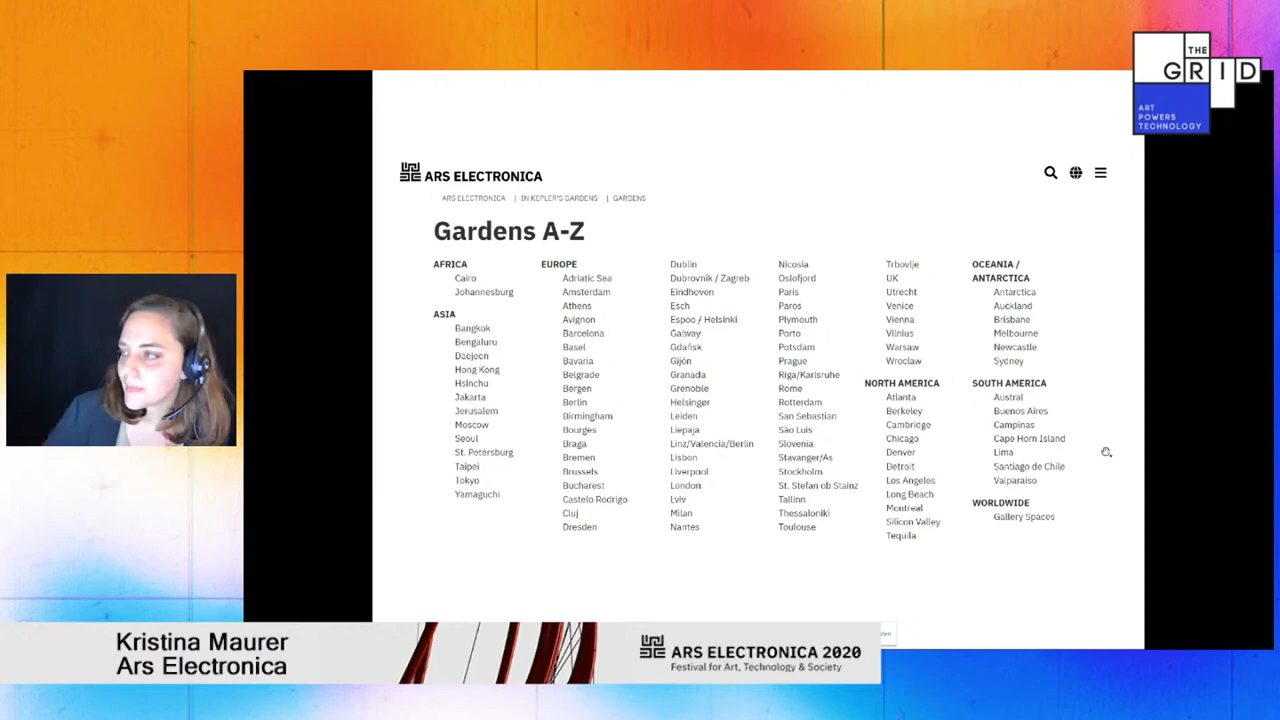 THE
GRID
ART
POWERS
TECHNOLOGY
ARS ELECTRONICA
ARS ELECTRONICA | IN KEPLER'S GARDENS | GARDENS
Gardens A-Z
AFRICA
Cairo
Johannesburg
ASIA
Bangkok
Bengaluru
Daejeon
Hong Kong
Hsinchu
Jakarta
Jerusalem
Moscow
Seoul
St. Petersburg
Taipei
Tokyo
Yamaguchi
EUROPE
Adriatic Sea
Amsterdam
Athens
Avignon
Barcelona
Basel
Bavaria
Belgrade
Bergen
Berlin
Birmingham
Bourges
Braga
Bremen
Brussels
Bucharest
Castelo Rodrigo
Cluj
Dresden
Dublin
Dubrovnik / Zagreb
Eindhoven
Esch
Espoo / Helsinki
Galway
Gdańsk
Gijón
Granada
Grenoble
Helsingør
Leiden
Liepaja
Linz/Valencia/Berlin
Lisbon
Liverpool
London
Lviv
Milan
Nantes
Nicosia
Oslofjord
Paris
Paros
Plymouth
Porto
Potsdam
Prague
Riga/Karlsruhe
Rome
Rotterdam
San Sebastian
São Luis
Slovenia
Stavanger/As
Stockholm
St. Stefan ob Stainz
Tallinn
Thessaloniki
Toulouse
Trbovlje
UK
Utrecht
Venice
Vienna
Vilnius
Warsaw
Wroclaw
NORTH AMERICA
Atlanta
Berkeley
Cambridge
Chicago
Denver
Detroit
Los Angeles
Long Beach
Montreal
Silicon Valley
Tequila
OCEANIA /
ANTARCTICA
Antarctica
Auckland
Brisbane
Melbourne
Newcastle
Sydney
SOUTH AMERICA
Austral
Buenos Aires
Campinas
Cape Horn Island
Lima
Santiago de Chile
Valparaiso
WORLDWIDE
Gallery Spaces
Kristina Maurer
Ars Electronica
ARS ELECTRONICA 2020
Festival for Art, Technology & Society